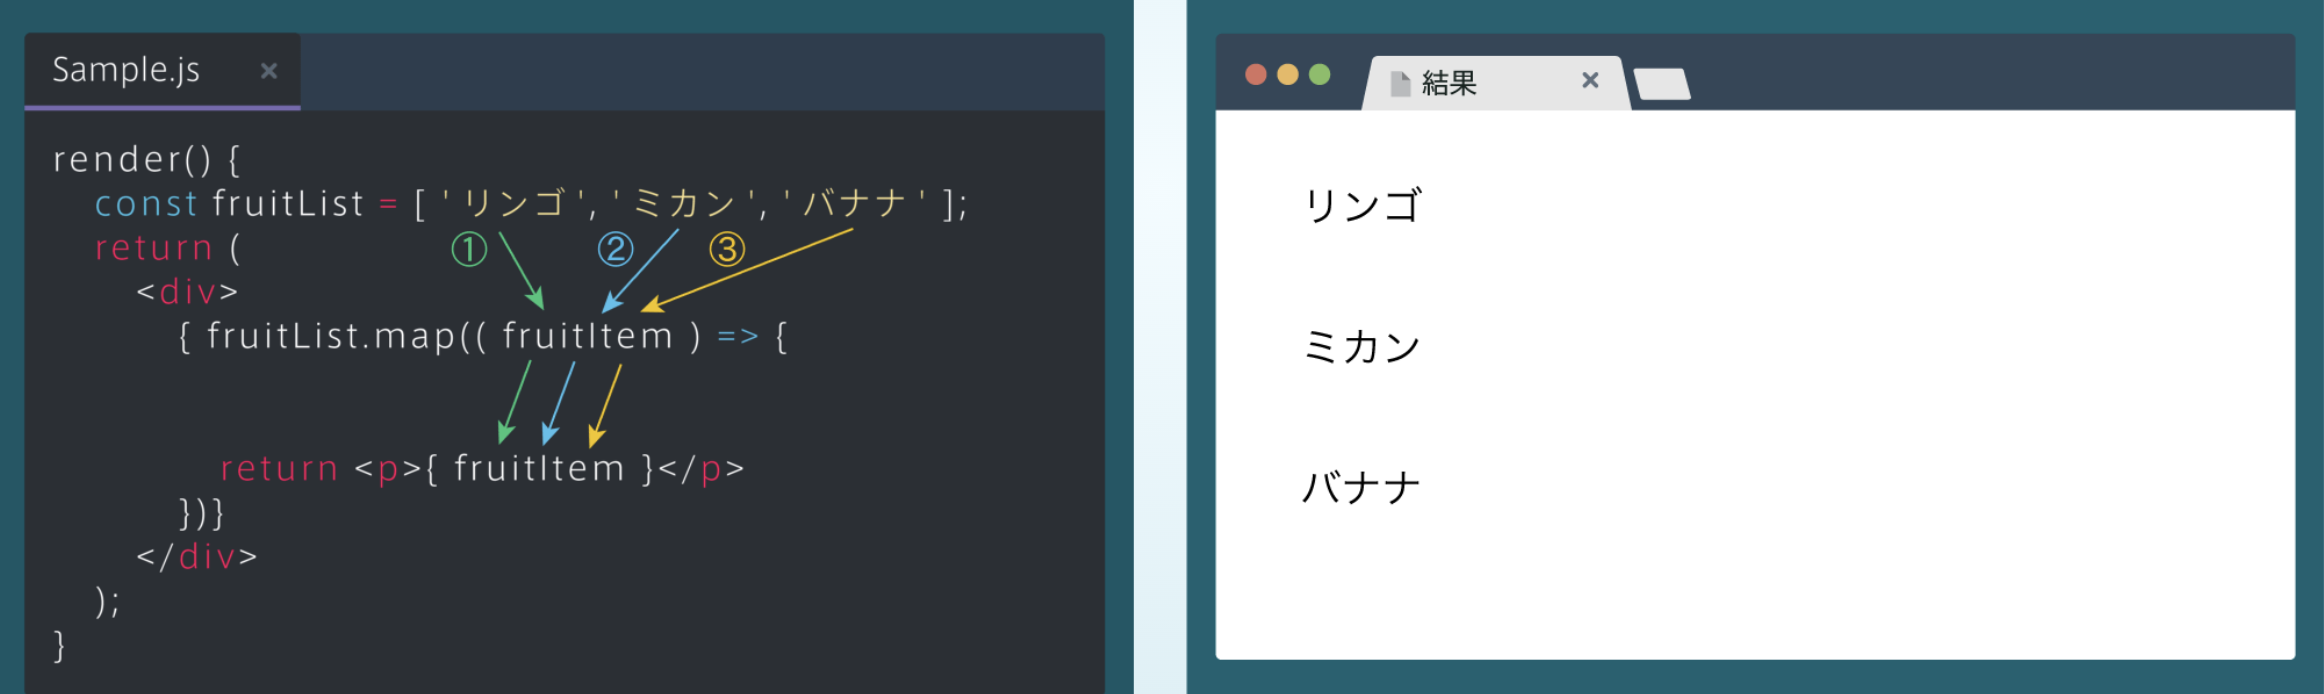 Sample.js ×
render() {
const fruitList = [ 'リンゴ', 'ミカン', 'バナナ' ];
return (
① ② ③
<div>
{ fruitList.map(( fruitItem ) => {
return <p>{ fruitItem }</p>
})}
</div>
);
}
結果 ×
リンゴ
ミカン
バナナ